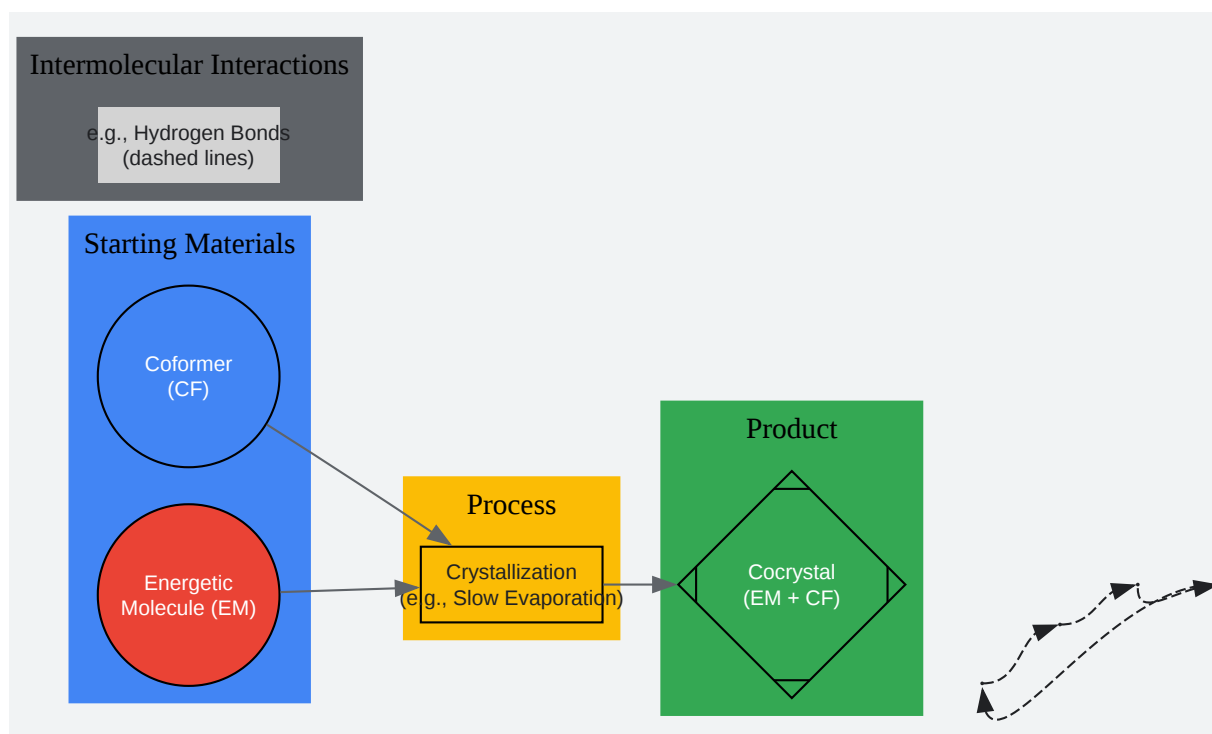 Intermolecular Interactions
e.g., Hydrogen Bonds
(dashed lines)
Starting Materials
Coformer
(CF)
Energetic
Molecule (EM)
Process
Crystallization
(e.g., Slow Evaporation)
Product
Cocrystal
(EM + CF)